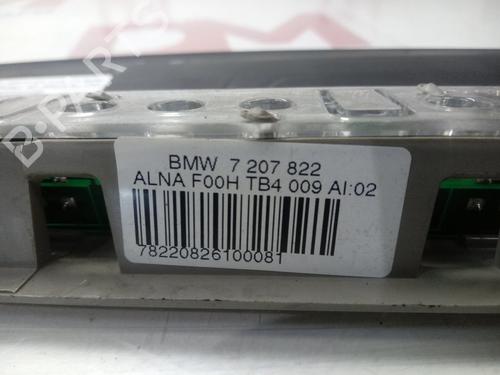 B-PARTS
BMW 7 207 822
ALNA F00H TB4 009 AI:02
78220826100081